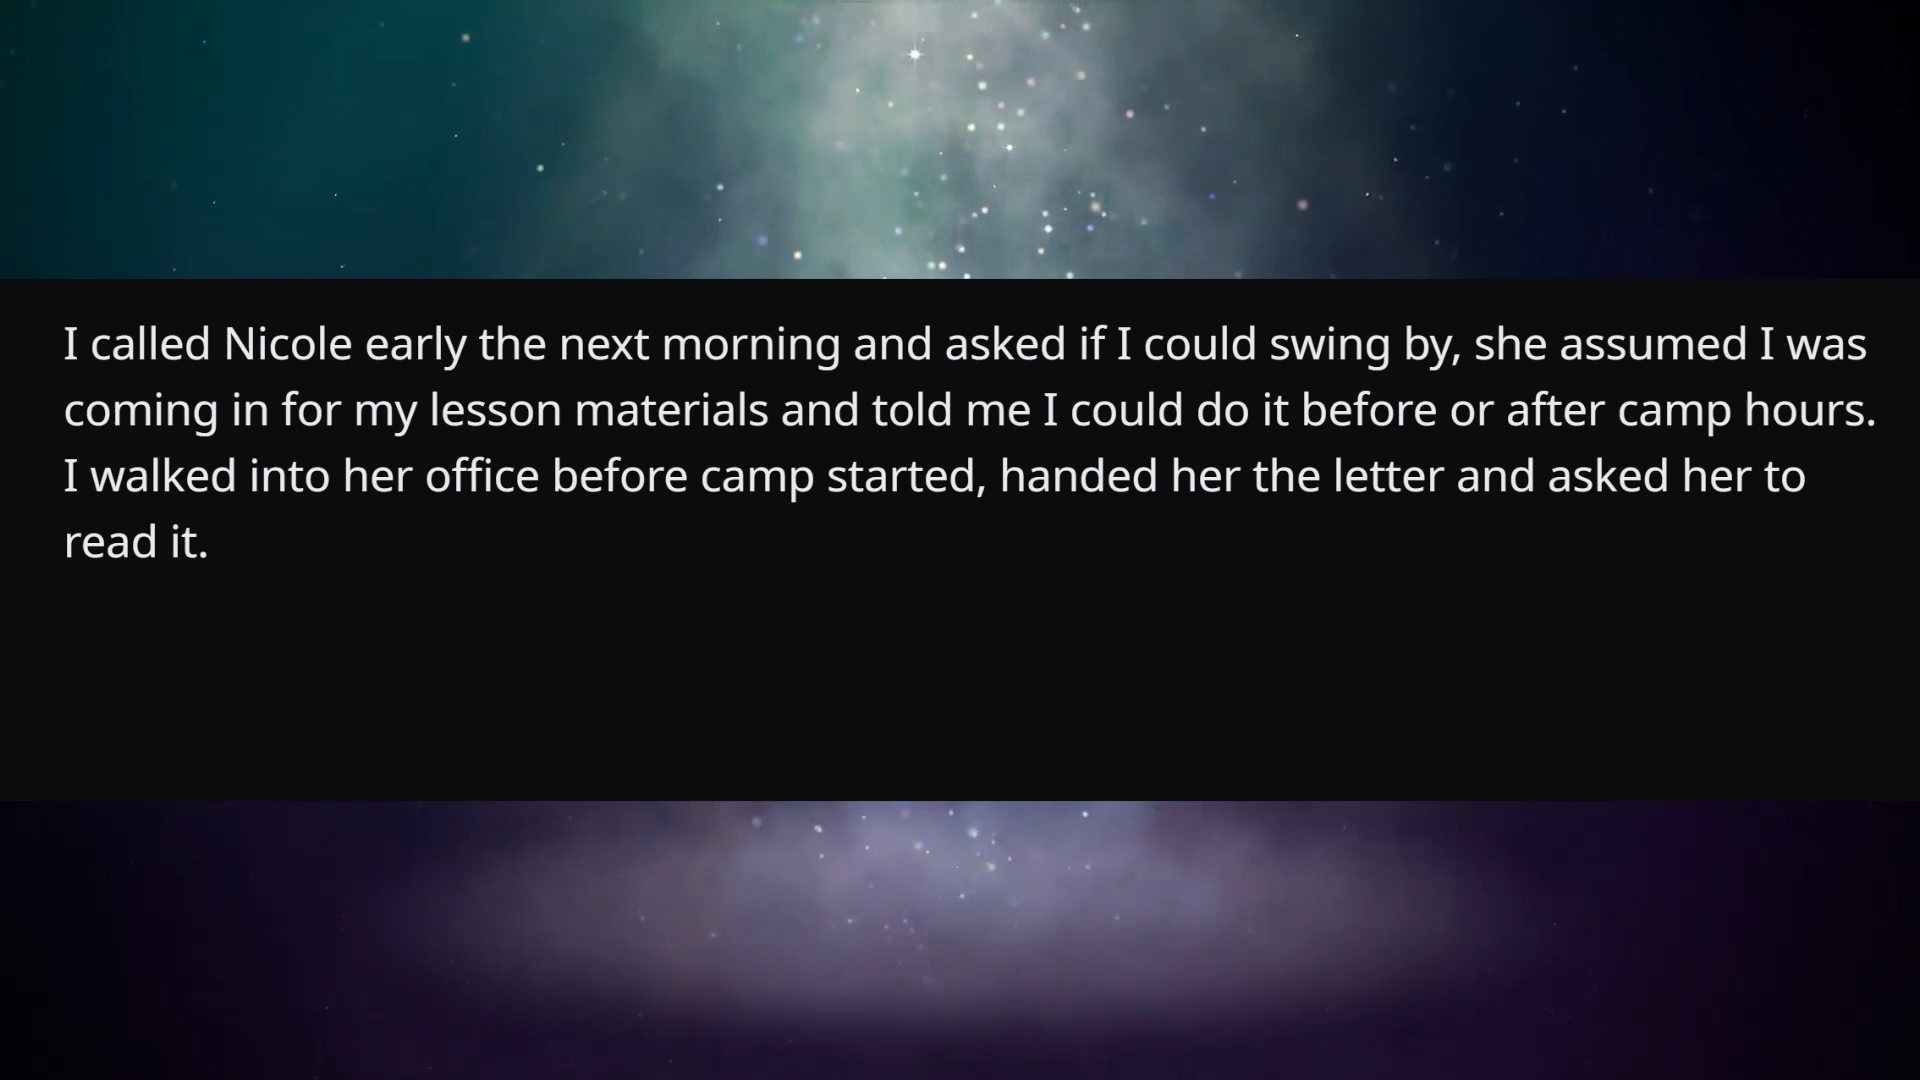 I called Nicole early the next morning and asked if I could swing by, she assumed I was
coming in for my lesson materials and told me I could do it before or after camp hours.
I walked into her office before camp started, handed her the letter and asked her to
read it.